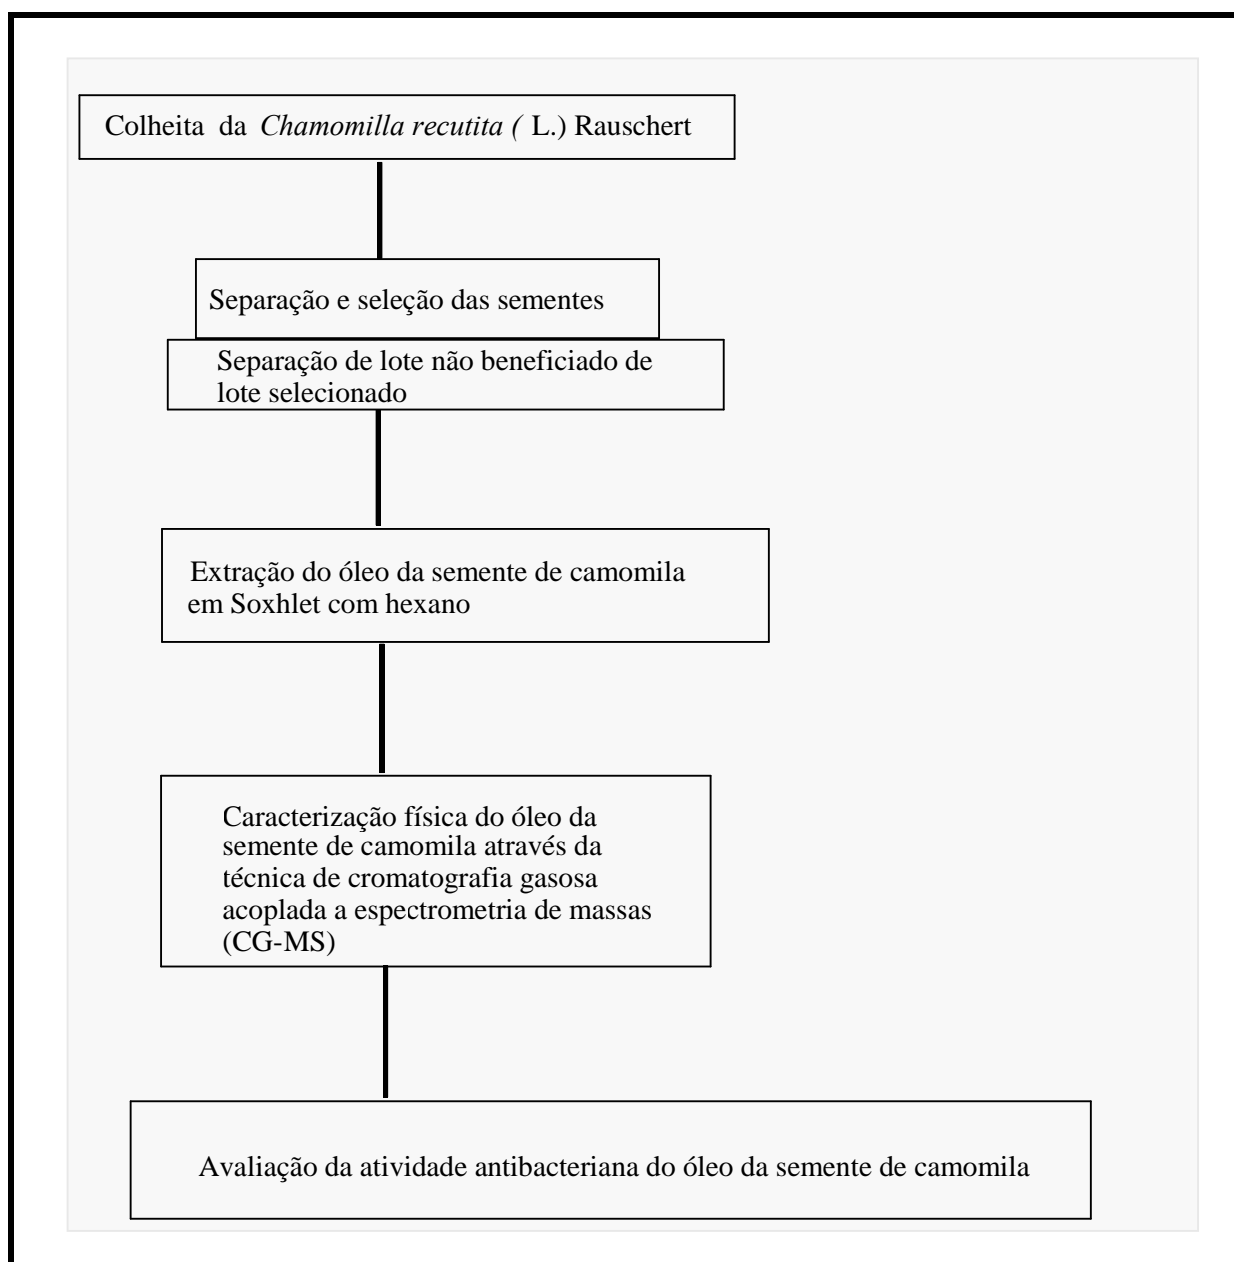 Colheita da Chamomilla recutita ( L.) Rauschert
Separação e seleção das sementes
Separação de lote não beneficiado de
lote selecionado
Extração do óleo da semente de camomila
em Soxhlet com hexano
Caracterização física do óleo da
semente de camomila através da
técnica de cromatografia gasosa
acoplada a espectrometria de massas
(CG-MS)
Avaliação da atividade antibacteriana do óleo da semente de camomila